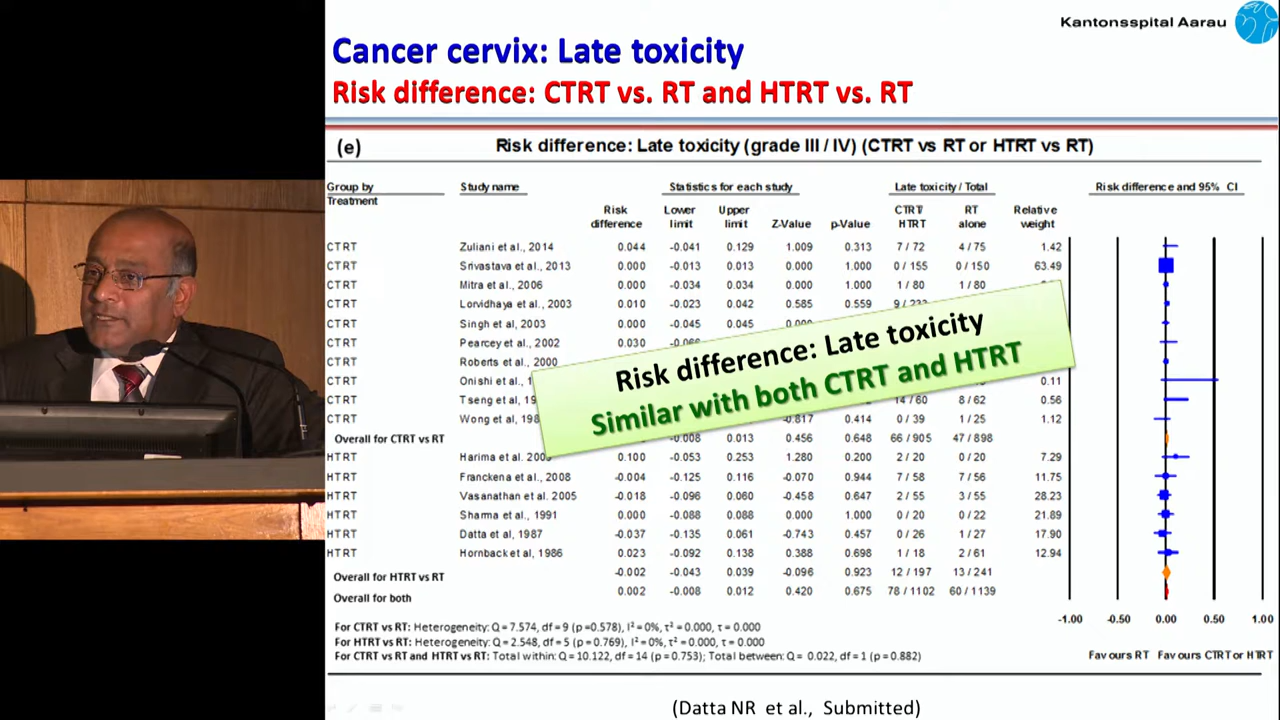 Kantonsspital Aarau
Cancer cervix: Late toxicity
Risk difference: CTRT vs. RT and HTRT vs. RT
(e) Risk difference: Late toxicity (grade III / IV) (CTRT vs RT or HTRT vs RT)
Group by Study name Statistics for each study Late toxicity / Total Risk difference and 95% CI
Treatment
Risk Lower Upper CTRT/ RT Relative
difference limit limit Z-Value p-Value HTRT alone weight
CTRT Zuliani et al., 2014 0.044 -0.041 0.129 1.009 0.313 7 / 72 4 / 75 1.42
CTRT Srivastava et al., 2013 0.000 -0.013 0.013 0.000 1.000 0 / 155 0 / 150 63.49
CTRT Mitra et al., 2006 0.000 -0.034 0.034 0.000 1.000 1 / 80 1 / 80
CTRT Lorvidhaya et al., 2003 0.010 -0.023 0.042 0.585 0.559
CTRT Singh et al, 2003 0.000 -0.045 0.045
CTRT Pearcey et al., 2002 0.030
CTRT Roberts et al., 2000
CTRT Onishi et al., 0.11
CTRT Tseng et al., 14 / 60 8 / 62 0.56
CTRT Wong et al., -0.817 0.414 0 / 39 1 / 25 1.12
Overall for CTRT vs RT -0.008 0.013 0.456 0.648 66 / 905 47 / 898
HTRT Harima et al. 0.100 -0.053 0.253 1.280 0.200 2 / 20 0 / 20 7.29
HTRT Franckena et al., 2008 -0.004 -0.125 0.116 -0.070 0.944 7 / 58 7 / 56 11.75
HTRT Vasanathan et al. 2005 -0.018 -0.096 0.060 -0.458 0.647 2 / 55 3 / 55 28.23
HTRT Sharma et al., 1991 0.000 -0.088 0.088 0.000 1.000 0 / 20 0 / 22 21.89
HTRT Datta et al, 1987 -0.037 -0.135 0.061 -0.743 0.457 0 / 26 1 / 27 17.90
HTRT Hornback et al, 1986 0.023 -0.092 0.138 0.388 0.698 1 / 18 2 / 61 12.94
Overall for HTRT vs RT -0.002 -0.043 0.039 -0.096 0.923 12 / 197 13 / 241
Overall for both 0.002 -0.008 0.012 0.420 0.675 78 / 1102 60 / 1139
Risk difference: Late toxicity
Similar with both CTRT and HTRT
-1.00 -0.50 0.00 0.50 1.00
Favours RT Favours CTRT or HTRT
For CTRT vs RT: Heterogeneity: Q = 7.574, df = 9 (p =0.578), I² =0%, τ² =0.000, τ = 0.000
For HTRT vs RT: Heterogeneity: Q = 2.548, df = 5 (p =0.769), I² =0%, τ² =0.000, τ = 0.000
For CTRT vs RT and HTRT vs RT: Total within: Q = 10.122, df = 14 (p = 0.753); Total between: Q = 0.022, df = 1 (p = 0.882)
(Datta NR et al., Submitted)